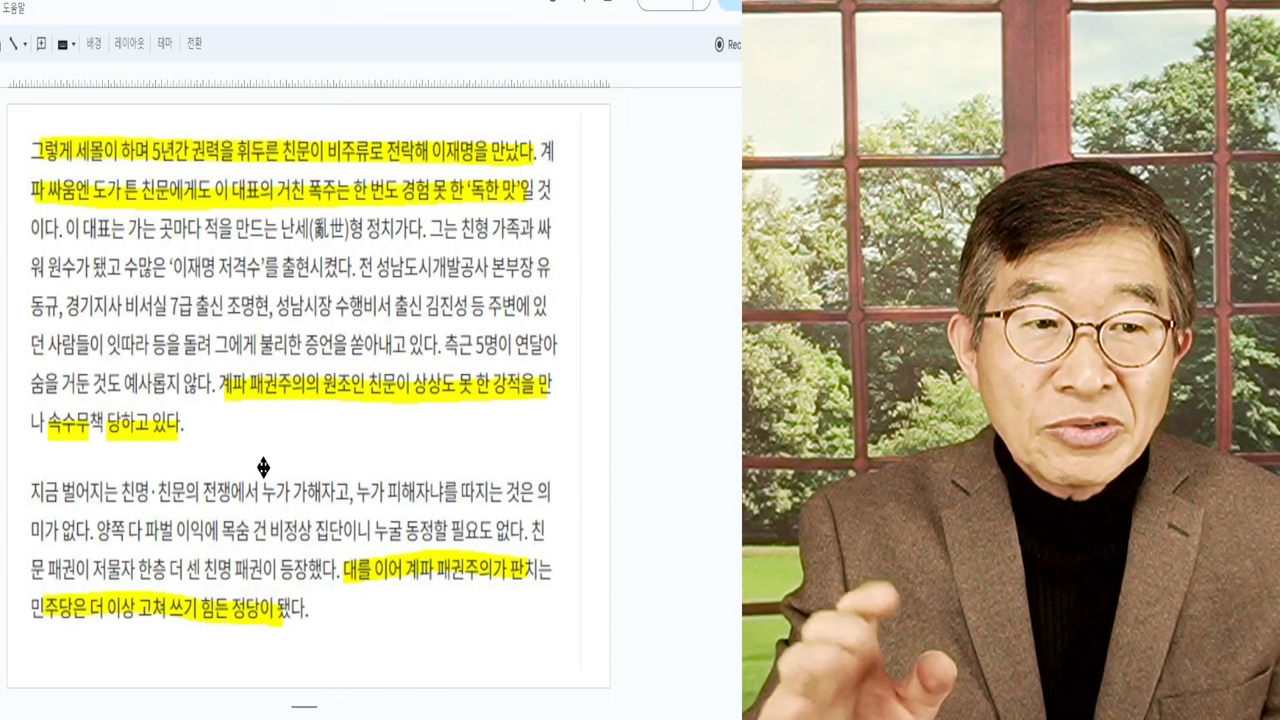 도움말
배경 레이아웃 테마 전환
Rec
그렇게 세몰이 하며 5년간 권력을 휘두른 친문이 비주류로 전락해 이재명을 만났다. 계
파 싸움엔 도가 튼 친문에게도 이 대표의 거친 폭주는 한 번도 경험 못 한 ‘독한 맛’일 것
이다. 이 대표는 가는 곳마다 적을 만드는 난세(亂世)형 정치가다. 그는 친형 가족과 싸
워 원수가 됐고 수많은 ‘이재명 저격수’를 출현시켰다. 전 성남도시개발공사 본부장 유
동규, 경기지사 비서실 7급 출신 조명현, 성남시장 수행비서 출신 김진성 등 주변에 있
던 사람들이 잇따라 등을 돌려 그에게 불리한 증언을 쏟아내고 있다. 측근 5명이 연달아
숨을 거둔 것도 예사롭지 않다. 계파 패권주의의 원조인 친문이 상상도 못 한 강적을 만
나 속수무책 당하고 있다.
지금 벌어지는 친명·친문의 전쟁에서 누가 가해자고, 누가 피해자냐를 따지는 것은 의
미가 없다. 양쪽 다 파벌 이익에 목숨 건 비정상 집단이니 누굴 동정할 필요도 없다. 친
문 패권이 저물자 한층 더 센 친명 패권이 등장했다. 대를 이어 계파 패권주의가 판치는
민주당은 더 이상 고쳐 쓰기 힘든 정당이 됐다.